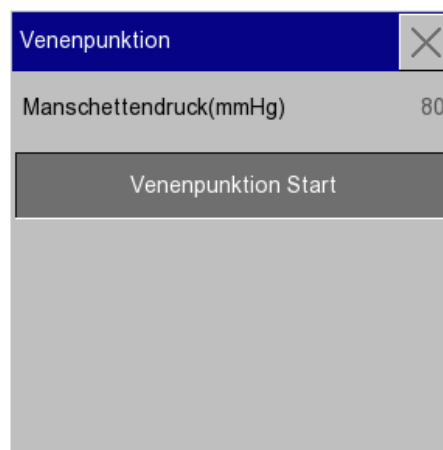 Venenpunktion
Manschettendruck(mmHg) 80
Venenpunktion Start